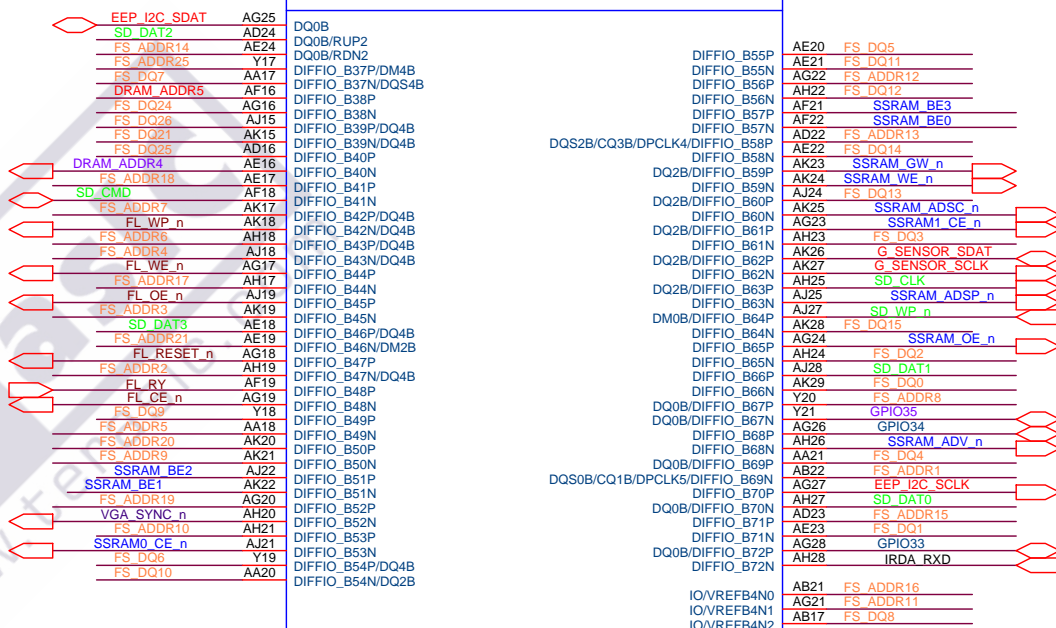 EEP_I2C_SDAT AG25 DQ0B
SD_DAT2 AD24 DQ0B/RUP2
FS_ADDR14 AE24 DQ0B/RDN2
FS_ADDR25 Y17 DIFFIO_B37P/DM4B
FS_DQ7 AA17 DIFFIO_B37N/DQS4B
DRAM_ADDR5 AF16 DIFFIO_B38P
FS_DQ24 AG16 DIFFIO_B38N
FS_DQ26 AJ15 DIFFIO_B39P/DQ4B
FS_DQ21 AK15 DIFFIO_B39N/DQ4B
FS_DQ25 AD16 DIFFIO_B40P
DRAM_ADDR4 AE16 DIFFIO_B40N
FS_ADDR18 AE17 DIFFIO_B41P
SD_CMD AF18 DIFFIO_B41N
FS_ADDR7 AK17 DIFFIO_B42P/DQ4B
FL_WP_n AK18 DIFFIO_B42N/DQ4B
FS_ADDR6 AH18 DIFFIO_B43P/DQ4B
FS_ADDR4 AJ18 DIFFIO_B43N/DQ4B
FL_WE_n AG17 DIFFIO_B44P
FS_ADDR17 AH17 DIFFIO_B44N
FL_OE_n AJ19 DIFFIO_B45P
FS_ADDR3 AK19 DIFFIO_B45N
SD_DAT3 AE18 DIFFIO_B46P/DQ4B
FS_ADDR21 AE19 DIFFIO_B46N/DM2B
FL_RESET_n AG18 DIFFIO_B47P
FS_ADDR2 AH19 DIFFIO_B47N/DQ4B
FL_RY AF19 DIFFIO_B48P
FL_CE_n AG19 DIFFIO_B48N
FS_DQ9 Y18 DIFFIO_B49P
FS_ADDR5 AA18 DIFFIO_B49N
FS_ADDR20 AK20 DIFFIO_B50P
FS_ADDR9 AK21 DIFFIO_B50N
SSRAM_BE2 AJ22 DIFFIO_B51P
SSRAM_BE1 AK22 DIFFIO_B51N
FS_ADDR19 AG20 DIFFIO_B52P
VGA_SYNC_n AH20 DIFFIO_B52N
FS_ADDR10 AH21 DIFFIO_B53P
SSRAM0_CE_n AJ21 DIFFIO_B53N
FS_DQ6 Y19 DIFFIO_B54P/DQ4B
FS_DQ10 AA20 DIFFIO_B54N/DQ2B
DIFFIO_B55P AE20 FS_DQ5
DIFFIO_B55N AE21 FS_DQ11
DIFFIO_B56P AG22 FS_ADDR12
DIFFIO_B56N AH22 FS_DQ12
DIFFIO_B57P AF21 SSRAM_BE3
DIFFIO_B57N AF22 SSRAM_BE0
DQS2B/CQ3B/DPCLK4/DIFFIO_B58P AD22 FS_ADDR13
DIFFIO_B58N AE22 FS_DQ14
DQ2B/DIFFIO_B59P AK23 SSRAM_GW_n
DIFFIO_B59N AK24 SSRAM_WE_n
DQ2B/DIFFIO_B60P AJ24 FS_DQ13
DIFFIO_B60N AK25 SSRAM_ADSC_n
DQ2B/DIFFIO_B61P AG23 SSRAM1_CE_n
DIFFIO_B61N AH23 FS_DQ3
DQ2B/DIFFIO_B62P AK26 G_SENSOR_SDAT
DIFFIO_B62N AK27 G_SENSOR_SCLK
DQ2B/DIFFIO_B63P AH25 SD_CLK
DIFFIO_B63N AJ25 SSRAM_ADSP_n
DM0B/DIFFIO_B64P AJ27 SD_WP_n
DIFFIO_B64N AK28 FS_DQ15
DIFFIO_B65P AG24 SSRAM_OE_n
DIFFIO_B65N AH24 FS_DQ2
DIFFIO_B66P AJ28 SD_DAT1
DIFFIO_B66N AK29 FS_DQ0
DQ0B/DIFFIO_B67P Y20 FS_ADDR8
DQ0B/DIFFIO_B67N Y21 GPIO35
DIFFIO_B68P AG26 GPIO34
DIFFIO_B68N AH26 SSRAM_ADV_n
DQ0B/DIFFIO_B69P AA21 FS_DQ4
DQS0B/CQ1B/DPCLK5/DIFFIO_B69N AB22 FS_ADDR1
DIFFIO_B70P AG27 EEP_I2C_SCLK
DQ0B/DIFFIO_B70N AH27 SD_DAT0
DIFFIO_B71P AD23 FS_ADDR15
DIFFIO_B71N AE23 FS_DQ1
DQ0B/DIFFIO_B72P AG28 GPIO33
DIFFIO_B72N AH28 IRDA_RXD
IO/VREFB4N0 AB21 FS_ADDR16
IO/VREFB4N1 AG21 FS_ADDR11
IO/VREFB4N2 AB17 FS_DQ8